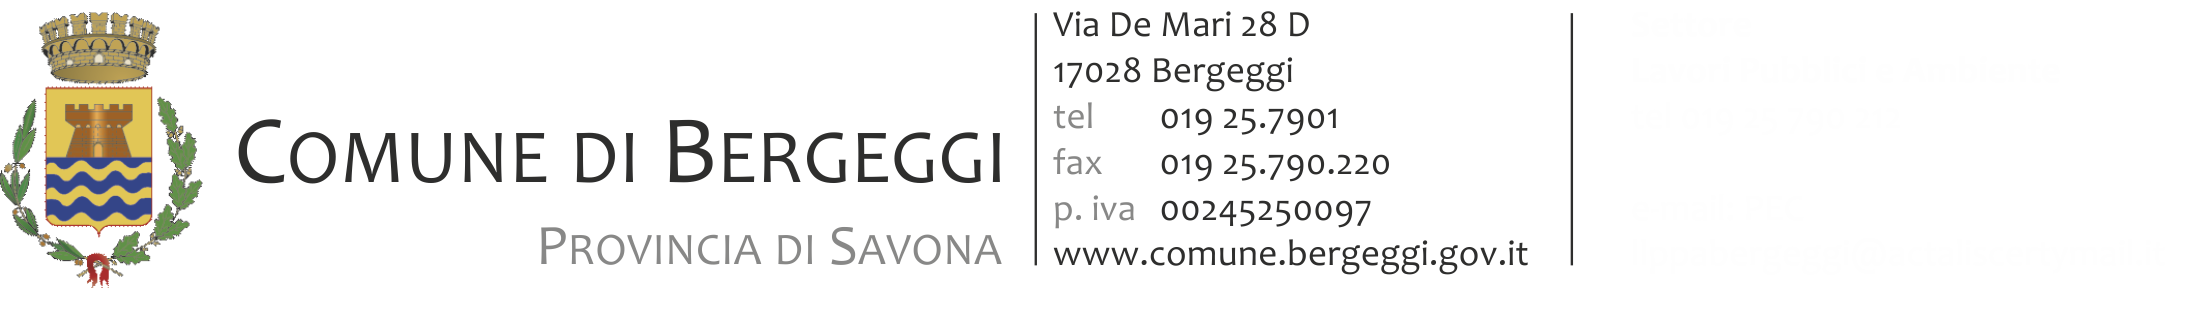 COMUNE DI BERGEGGI
PROVINCIA DI SAVONA
Via De Mari 28 D
17028 Bergeggi
tel 019 25.7901
fax 019 25.790.220
p. iva 00245250097
www.comune.bergeggi.gov.it